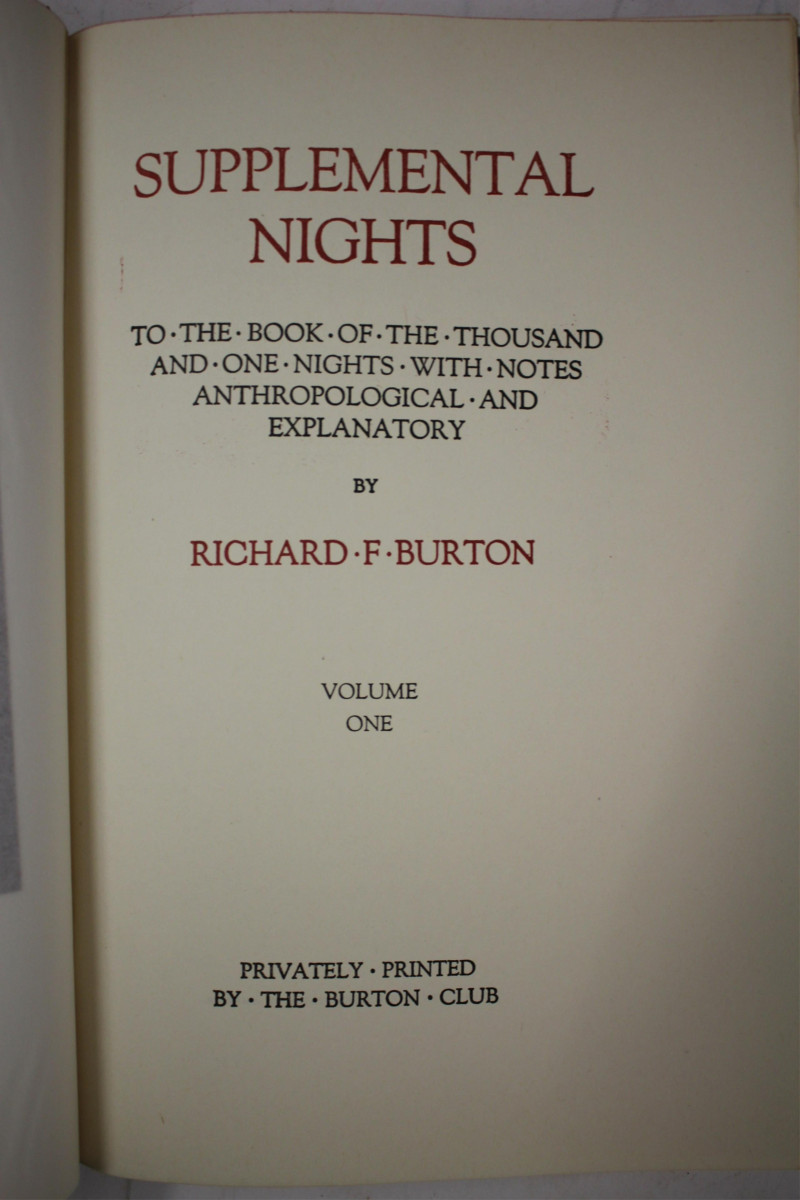 SUPPLEMENTAL
NIGHTS
TO·THE·BOOK·OF·THE·THOUSAND
AND·ONE·NIGHTS·WITH·NOTES
ANTHROPOLOGICAL·AND
EXPLANATORY
BY
RICHARD·F·BURTON
VOLUME
ONE
PRIVATELY·PRINTED
BY·THE·BURTON·CLUB